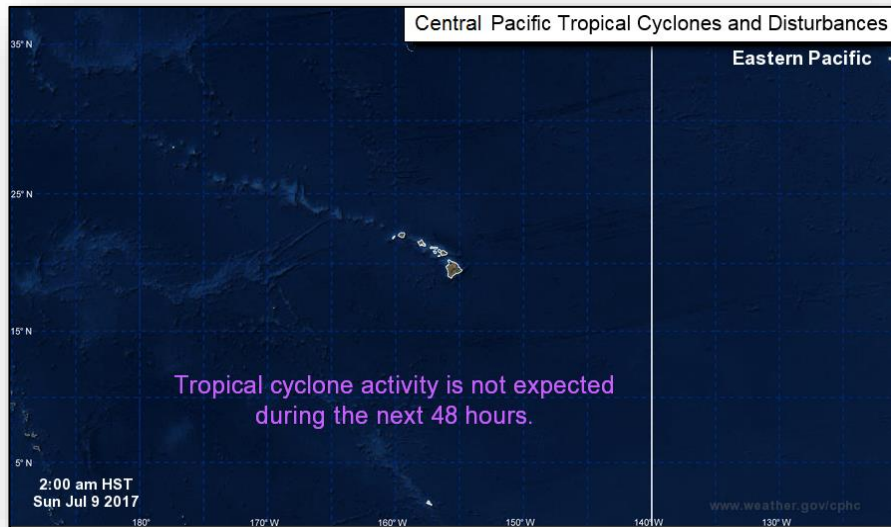 Central Pacific Tropical Cyclones and Disturbances
35° N
Eastern Pacific
25° N
15° N
Tropical cyclone activity is not expected
during the next 48 hours.
5° N
2:00 am HST
Sun Jul 9 2017
www.weather.gov/cphc
180°
170° W
160° W
150° W
140° W
130° W